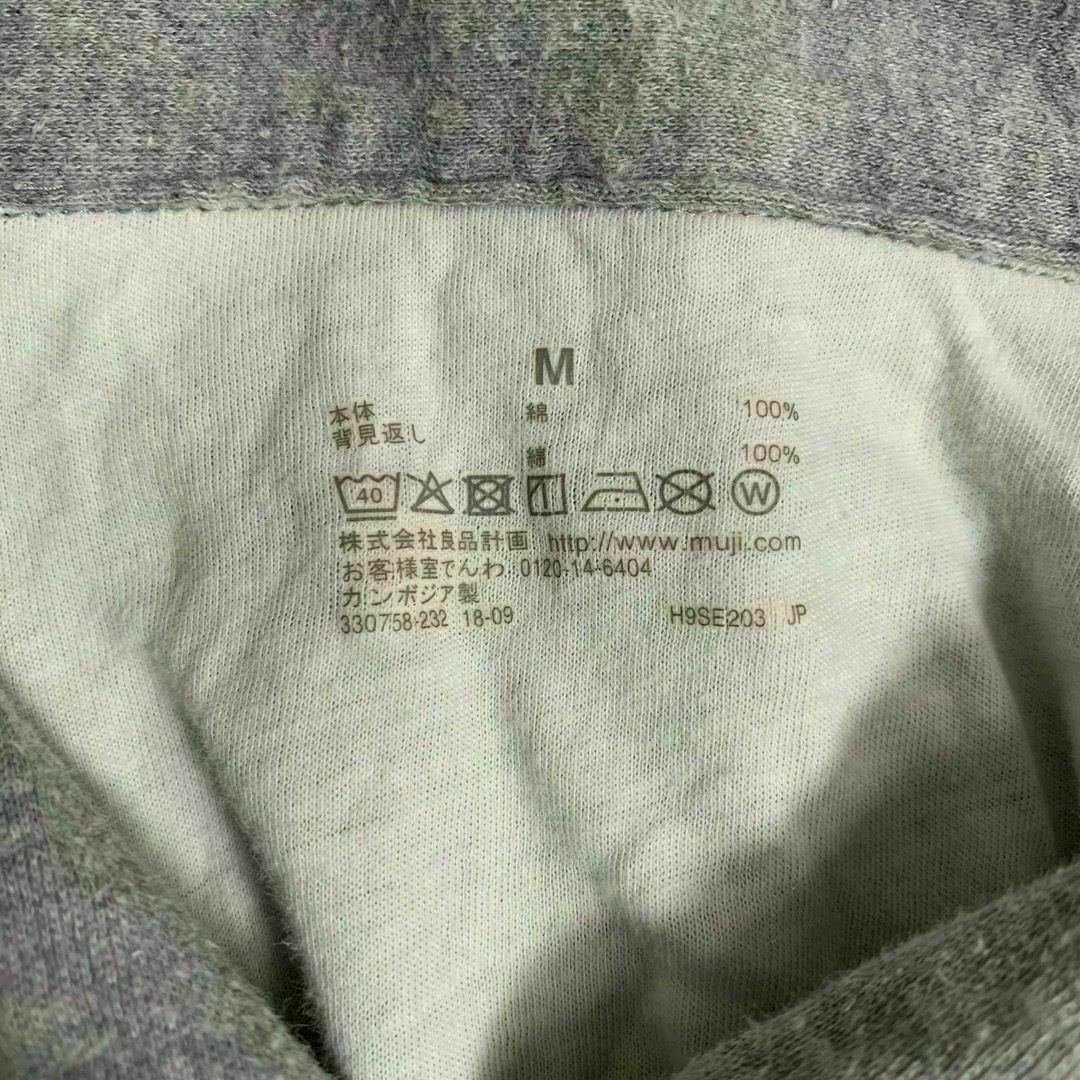 M
本体 綿 100%
背見返し 綿 100%
40 W
株式会社良品計画 http://www.muji.com
お客様室でんわ 0120-14-6404
カンボジア製
330758-232 18-09 H9SE203 JP